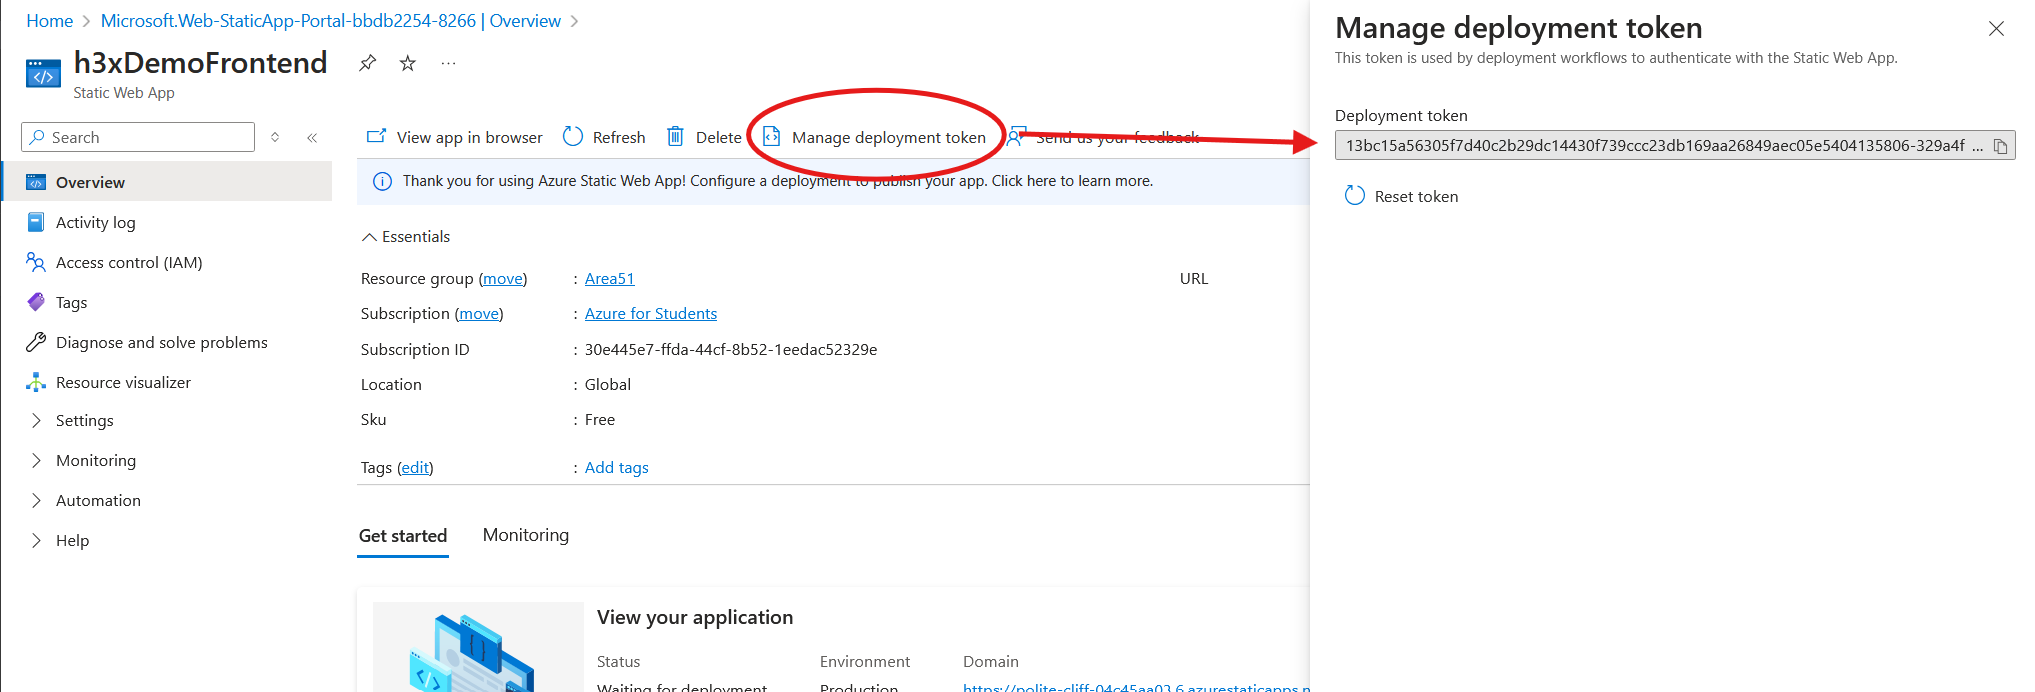 Home > Microsoft.Web-StaticApp-Portal-bbdb2254-8266 | Overview >
h3xDemoFrontend
Static Web App
Search
Overview
Activity log
Access control (IAM)
Tags
Diagnose and solve problems
Resource visualizer
Settings
Monitoring
Automation
Help
View app in browser Refresh Delete Manage deployment token Send us your feedback
Thank you for using Azure Static Web App! Configure a deployment to publish your app. Click here to learn more.
Essentials
Resource group (move) : Area51
Subscription (move) : Azure for Students
Subscription ID : 30e445e7-ffda-44cf-8b52-1eedac52329e
Location : Global
Sku : Free
Tags (edit) : Add tags
URL
Get started Monitoring
View your application
Status Environment Domain
Waiting for deployment Production https://polite-cliff-04c45aa03.6.azurestaticapps.n
Manage deployment token
This token is used by deployment workflows to authenticate with the Static Web App.
Deployment token
13bc15a56305f7d40c2b29dc14430f739ccc23db169aa26849aec05e5404135806-329a4f ...
Reset token